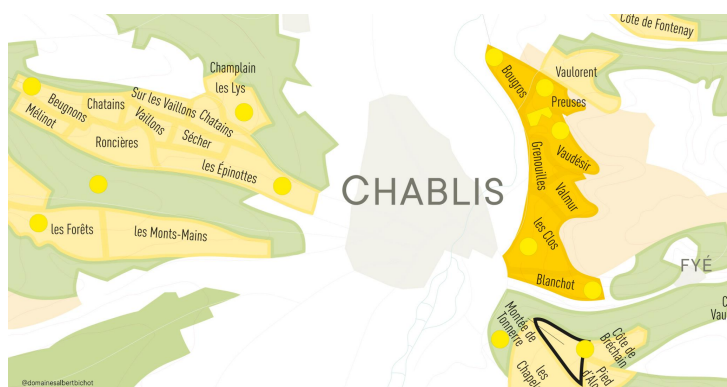 Côte de Fontenay
Champlain
les Lys
Vaulorent
Bougros
Preuses
Beugnons
Chatains
Sur les Vaillons
Chatains
Mélinot
Vaillons
Sécher
Roncières
les Épinottes
Grenouilles
Vaudésir
Valmur
CHABLIS
les Clos
les Forêts
les Monts-Mains
FYÉ
Blanchot
Montée de
Tonnerre
Côte de
Bréchain
Pied
les
@domainesalbertbichot